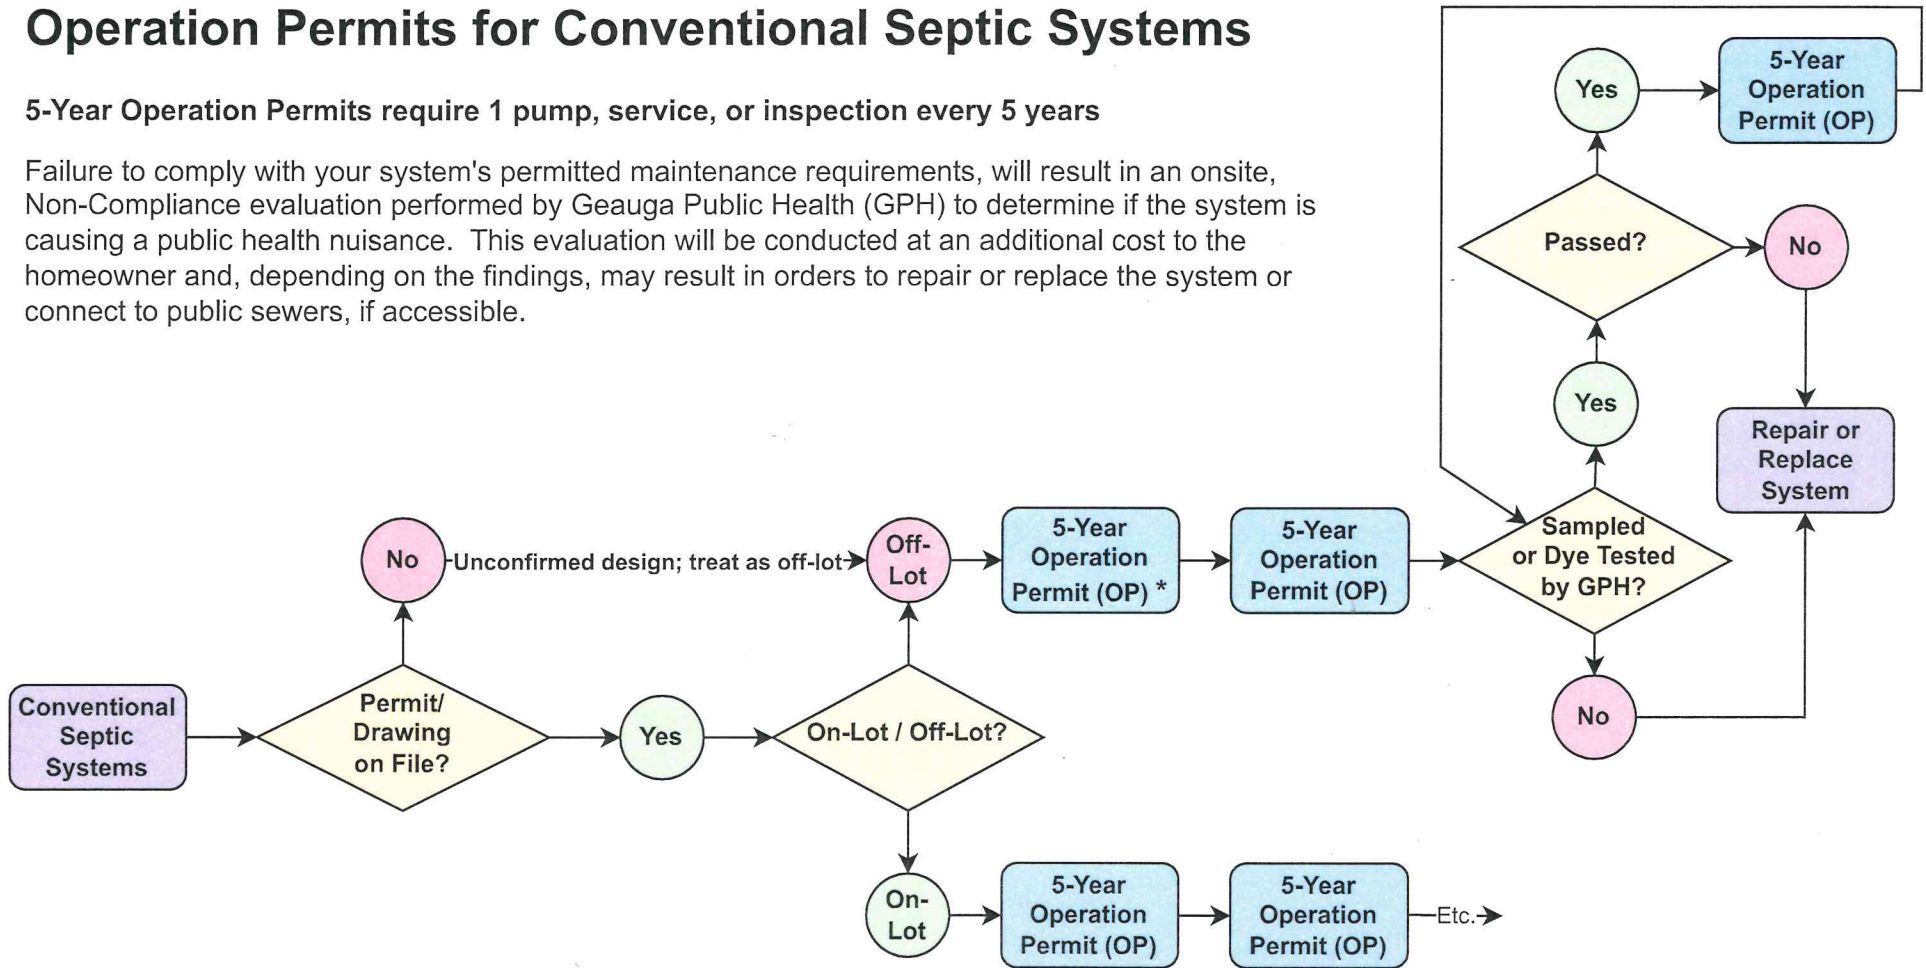 Operation Permits for Conventional Septic Systems
5-Year Operation Permits require 1 pump, service, or inspection every 5 years
Failure to comply with your system's permitted maintenance requirements, will result in an onsite,
Non-Compliance evaluation performed by Geauga Public Health (GPH) to determine if the system is
causing a public health nuisance.  This evaluation will be conducted at an additional cost to the
homeowner and, depending on the findings, may result in orders to repair or replace the system or
connect to public sewers, if accessible.
Conventional
Septic
Systems
Permit/
Drawing
on File?
No
Unconfirmed design; treat as off-lot
Yes
On-Lot / Off-Lot?
Off-
Lot
5-Year
Operation
Permit (OP) *
5-Year
Operation
Permit (OP)
Sampled
or Dye Tested
by GPH?
Yes
Passed?
Yes
5-Year
Operation
Permit (OP)
No
Repair or
Replace
System
No
On-
Lot
5-Year
Operation
Permit (OP)
5-Year
Operation
Permit (OP)
Etc.